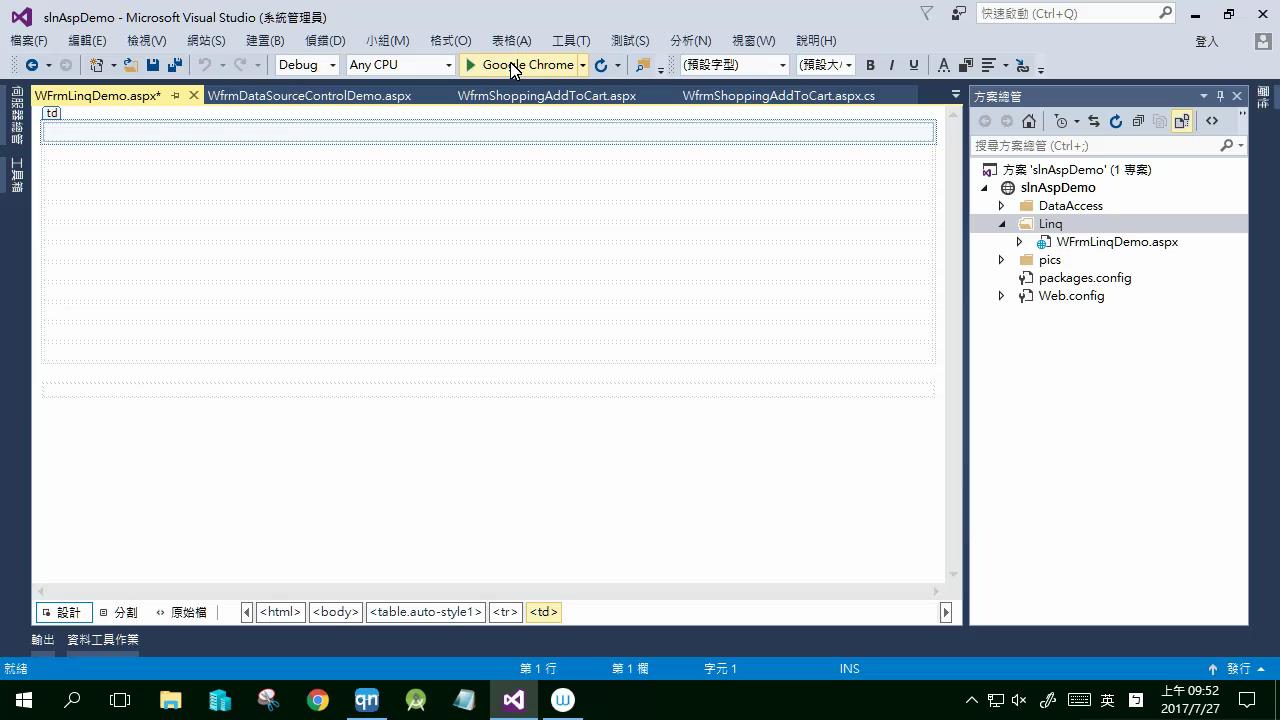 slnAspDemo - Microsoft Visual Studio (系統管理員)
快速啟動 (Ctrl+Q)
檔案(F) 編輯(E) 檢視(V) 網站(S) 建置(B) 偵錯(D) 小組(M) 格式(O) 表格(A) 工具(T) 測試(S) 分析(N) 視窗(W) 說明(H) 登入
Debug Any CPU Google Chrome (預設字型) (預設大 B I U A
WFrmLinqDemo.aspx* WfrmDataSourceControlDemo.aspx WfrmShoppingAddToCart.aspx WfrmShoppingAddToCart.aspx.cs
伺服器總管
工具箱
td
方案總管
搜尋方案總管 (Ctrl+;)
方案 'slnAspDemo' (1 專案)
slnAspDemo
DataAccess
Linq
WFrmLinqDemo.aspx
pics
packages.config
Web.config
設計 分割 原始檔 <html> <body> <table.auto-style1> <tr> <td>
輸出 資料工具作業
就緒 第 1 行 第 1 欄 字元 1 INS 發行
qn W 英 上午 09:52
2017/7/27